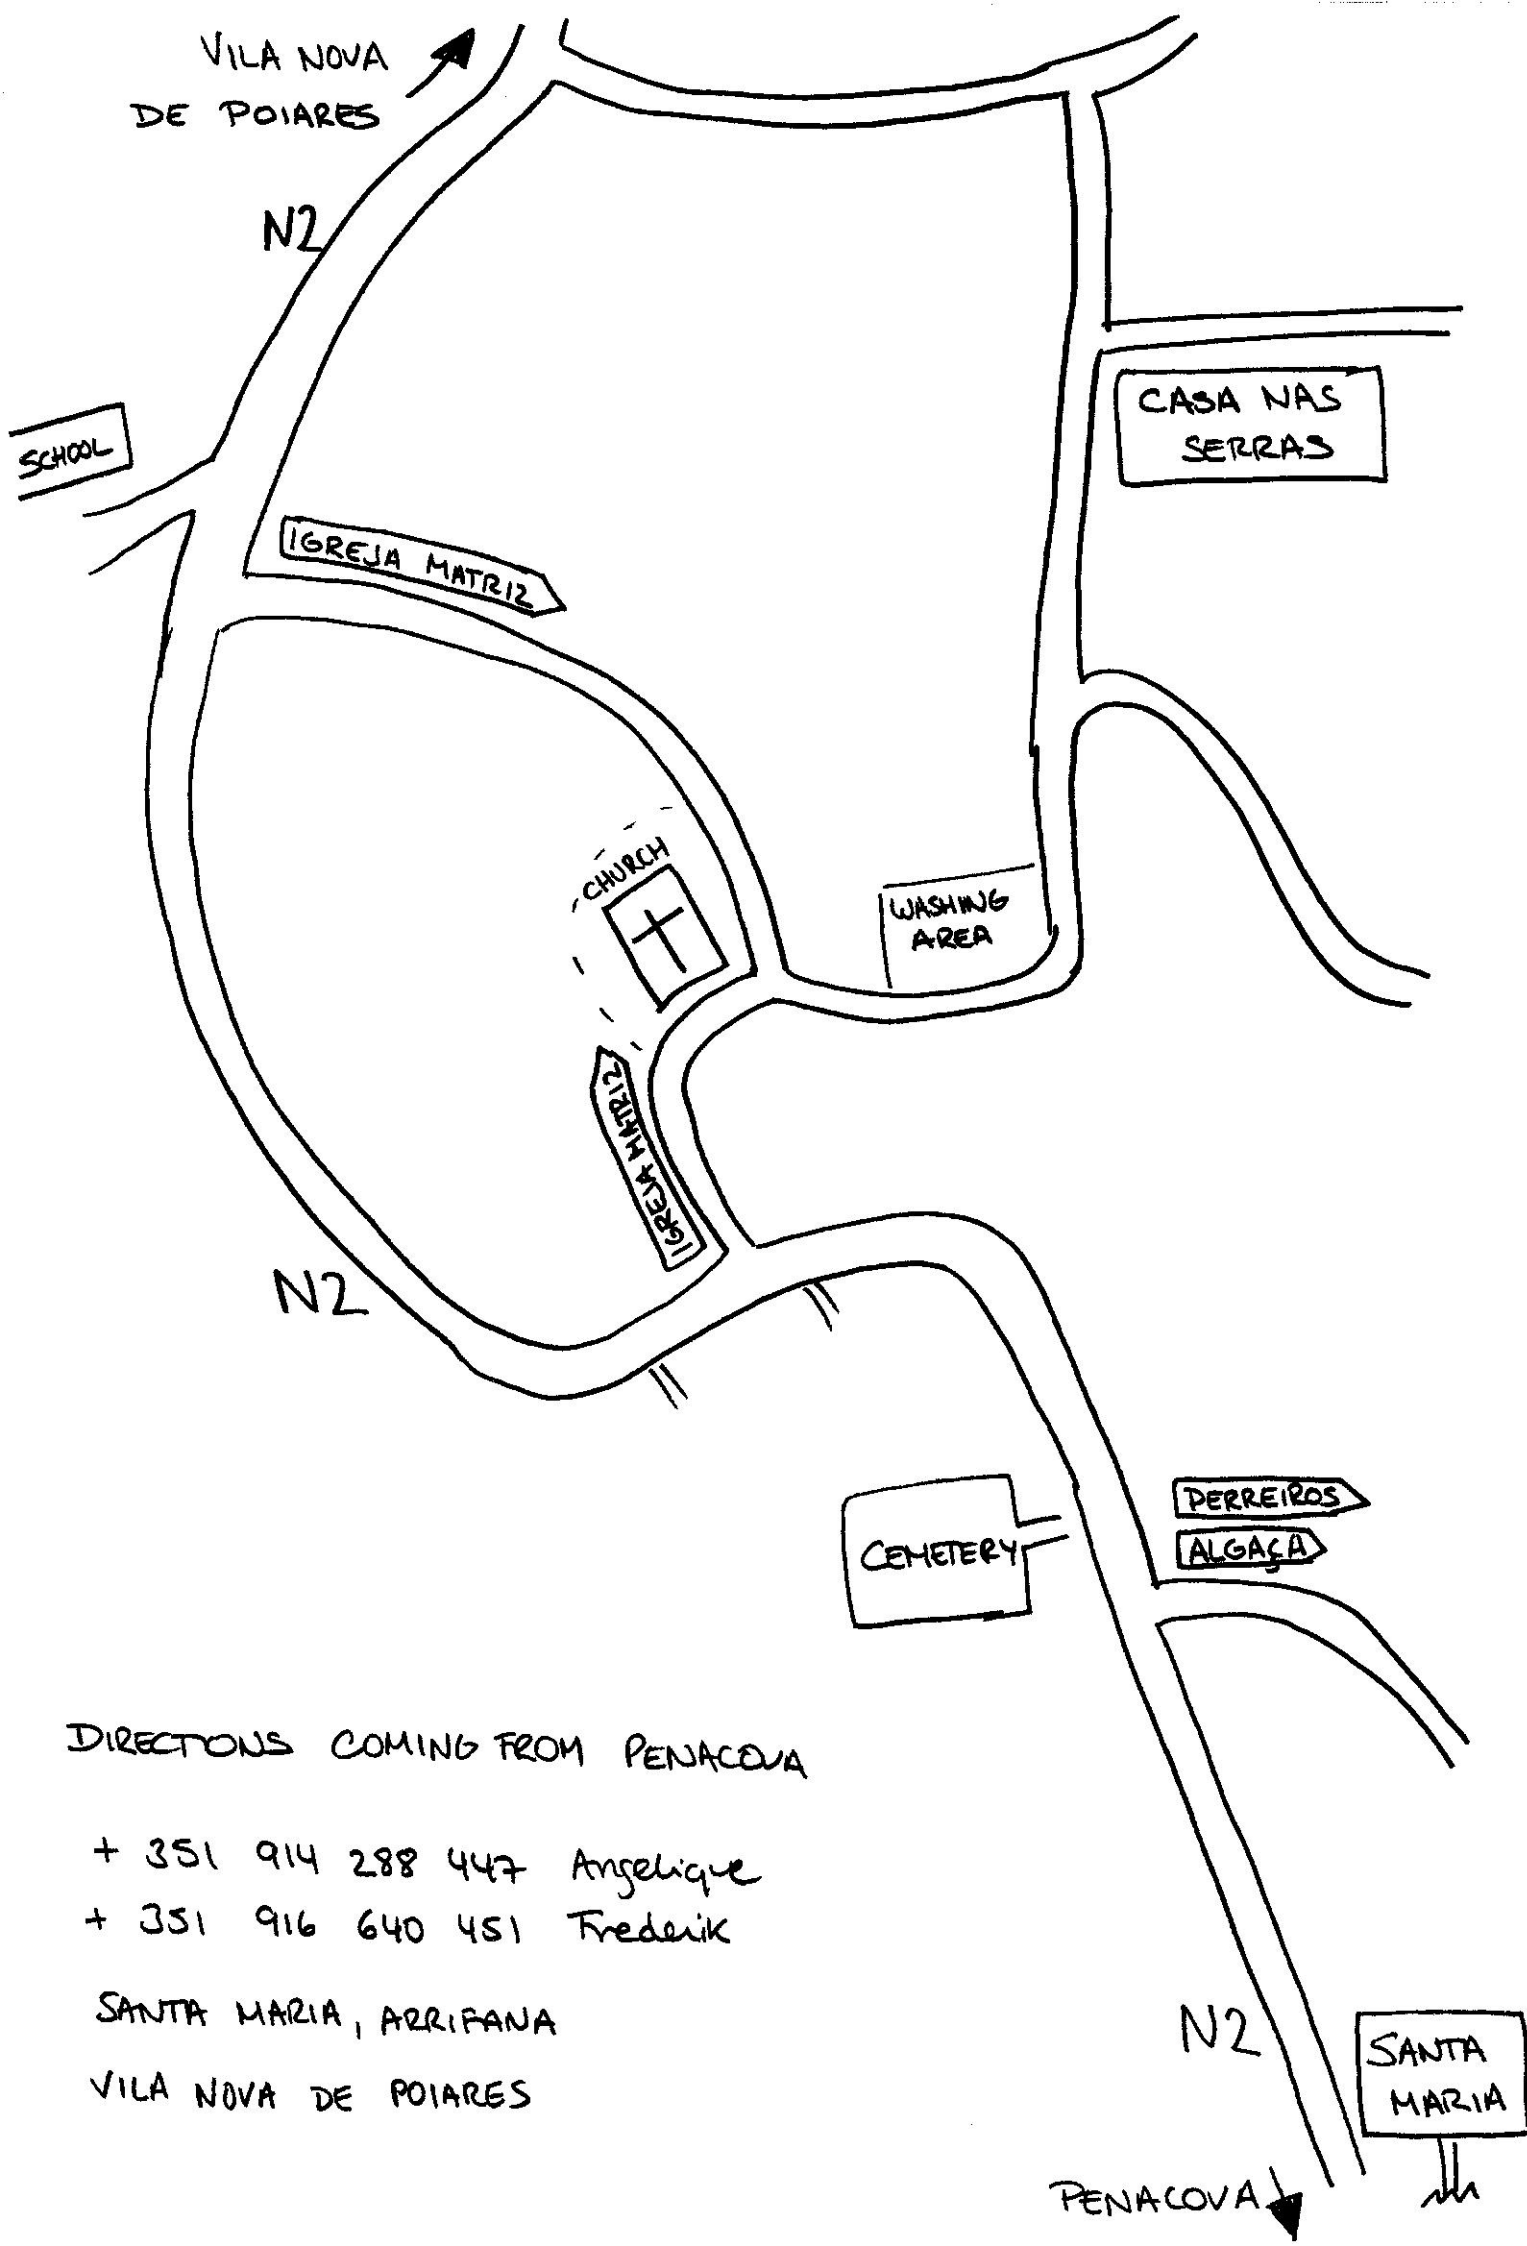 VILA NOVA
DE POIARES
N2
SCHOOL
CASA NAS
SERRAS
IGREJA MATRIZ
CHURCH
WASHING
AREA
IGREJA MATRIZ
N2
PERREIROS
ALGAÇA
CEMETERY
DIRECTIONS COMING FROM PENACOVA
+ 351 914 288 447 Angelique
+ 351 916 640 451 Frederik
SANTA MARIA, ARRIFANA
VILA NOVA DE POIARES
N2
SANTA
MARIA
PENACOVA